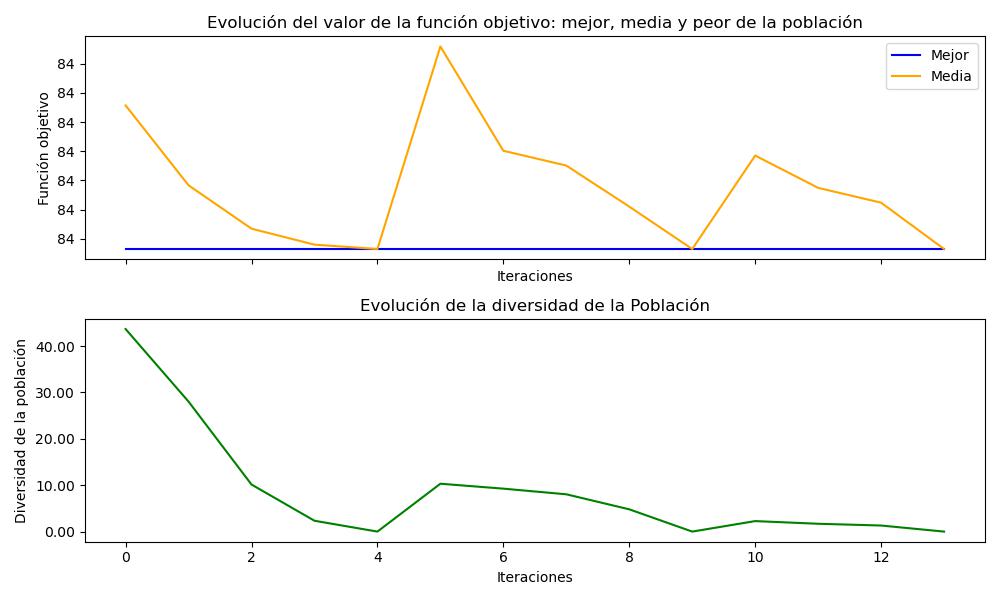 Evolución del valor de la función objetivo: mejor, media y peor de la población
Mejor
Media
84
84
84
84
84
84
84
Función objetivo
Iteraciones
Evolución de la diversidad de la Población
40.00
30.00
20.00
10.00
0.00
Diversidad de la población
0 2 4 6 8 10 12
Iteraciones